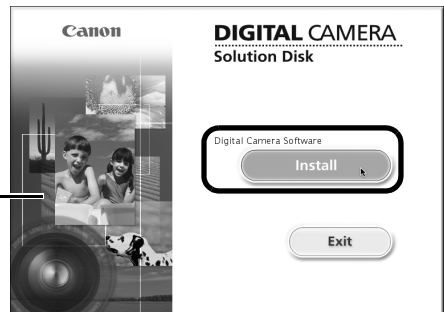 Canon
DIGITAL CAMERA
Solution Disk
Digital Camera Software
Install
Exit